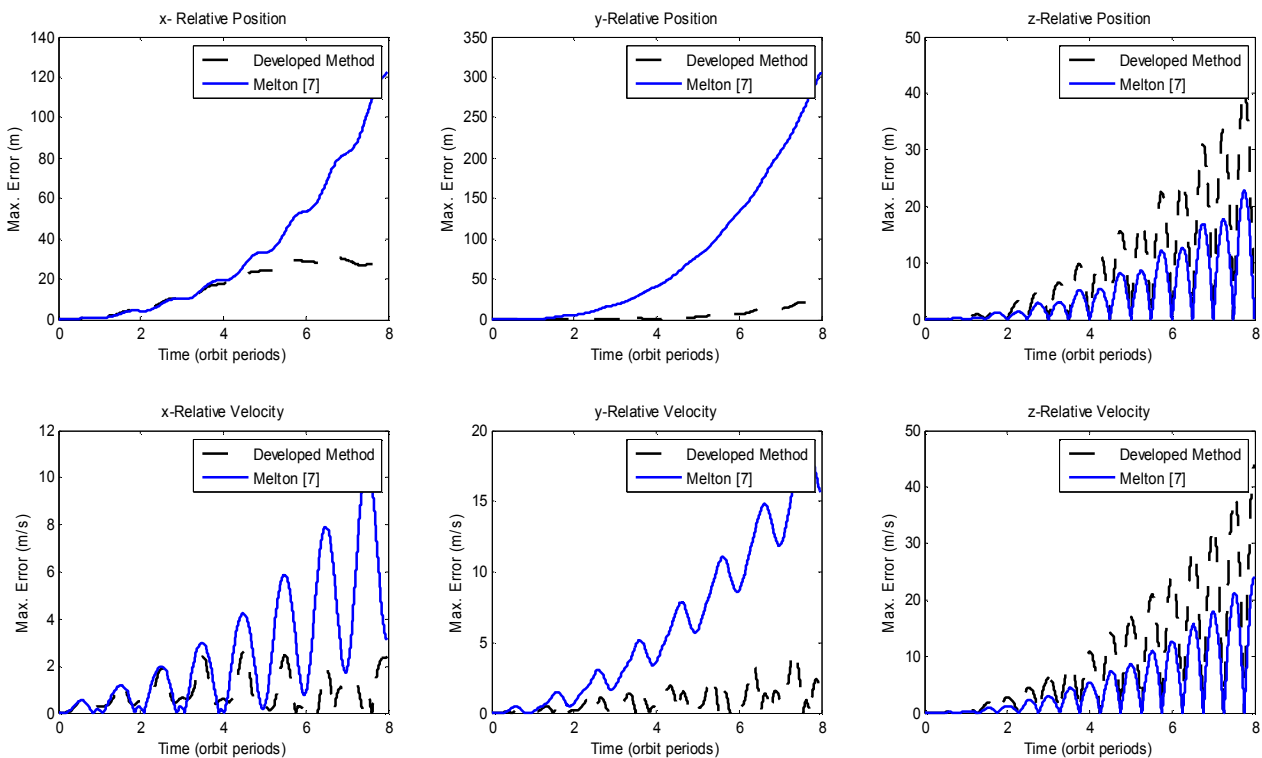 x- Relative Position
140
120
100
80
60
40
20
0
0 2 4 6 8
Max. Error (m)
Time (orbit periods)
Developed Method
Melton [7]
y-Relative Position
350
300
250
200
150
100
50
0
0 2 4 6 8
Max. Error (m)
Time (orbit periods)
Developed Method
Melton [7]
z-Relative Position
50
40
30
20
10
0
0 2 4 6 8
Max. Error (m)
Time (orbit periods)
Developed Method
Melton [7]
x-Relative Velocity
12
10
8
6
4
2
0
0 2 4 6 8
Max. Error (m/s)
Time (orbit periods)
Developed Method
Melton [7]
y-Relative Velocity
20
15
10
5
0
0 2 4 6 8
Max. Error (m/s)
Time (orbit periods)
Developed Method
Melton [7]
z-Relative Velocity
50
40
30
20
10
0
0 2 4 6 8
Max. Error (m/s)
Time (orbit periods)
Developed Method
Melton [7]